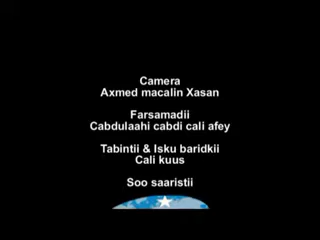 Camera
Axmed macalin Xasan
Farsamadii
Cabdulaahi cabdi cali afey
Tabintii & Isku baridkii
Cali kuus
Soo saaristii